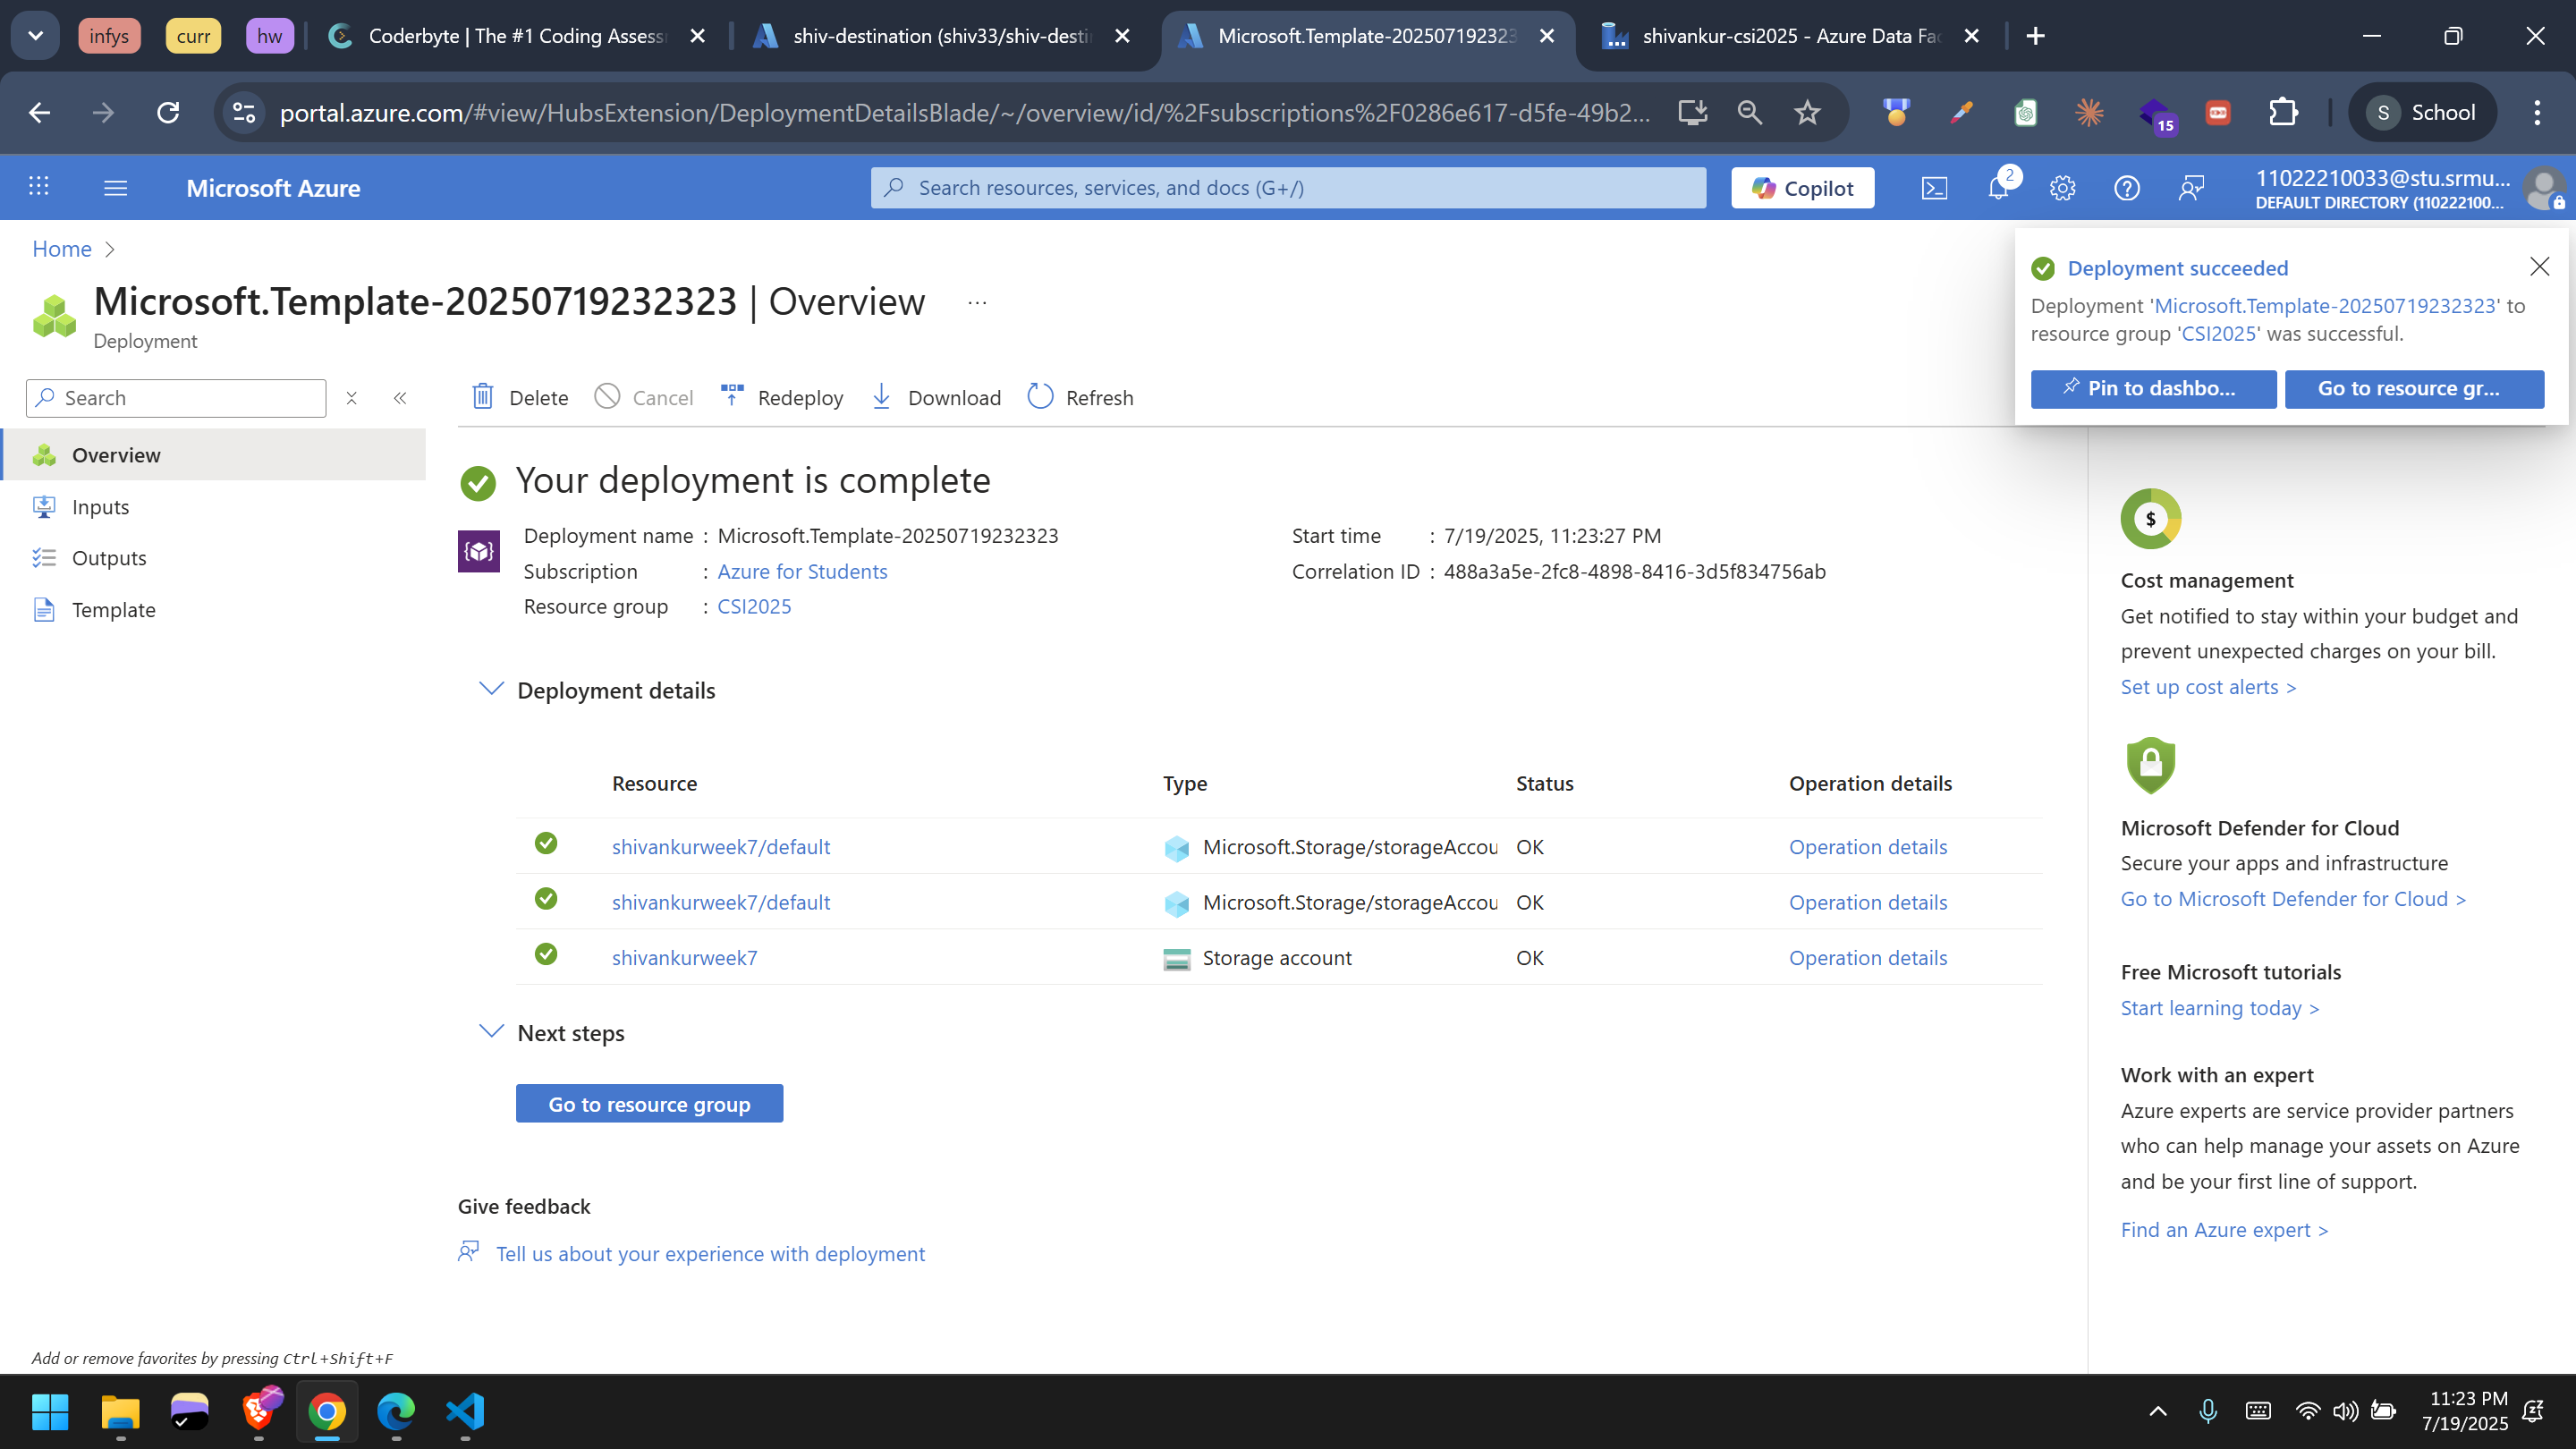 infys
curr
hw
Coderbyte | The #1 Coding Assess
shiv-destination (shiv33/shiv-desti
Microsoft.Template-20250719232323
shivankur-csi2025 - Azure Data Fac
portal.azure.com/#view/HubsExtension/DeploymentDetailsBlade/~/overview/id/%2Fsubscriptions%2F0286e617-d5fe-49b2...
15
S
School
Microsoft Azure
Search resources, services, and docs (G+/)
Copilot
2
11022210033@stu.srmu...
DEFAULT DIRECTORY (110222100...
Home
Microsoft.Template-20250719232323 | Overview
...
Deployment
Deployment succeeded
Deployment 'Microsoft.Template-20250719232323' to
resource group 'CSI2025' was successful.
Pin to dashbo...
Go to resource gr...
Search
Delete
Cancel
Redeploy
Download
Refresh
Overview
Inputs
Outputs
Template
Your deployment is complete
Deployment name : Microsoft.Template-20250719232323
Subscription : Azure for Students
Resource group : CSI2025
Start time : 7/19/2025, 11:23:27 PM
Correlation ID : 488a3a5e-2fc8-4898-8416-3d5f834756ab
Deployment details
Resource Type Status Operation details
shivankurweek7/default Microsoft.Storage/storageAccou OK Operation details
shivankurweek7/default Microsoft.Storage/storageAccou OK Operation details
shivankurweek7 Storage account OK Operation details
Next steps
Go to resource group
Give feedback
Tell us about your experience with deployment
$
Cost management
Get notified to stay within your budget and
prevent unexpected charges on your bill.
Set up cost alerts >
Microsoft Defender for Cloud
Secure your apps and infrastructure
Go to Microsoft Defender for Cloud >
Free Microsoft tutorials
Start learning today >
Work with an expert
Azure experts are service provider partners
who can help manage your assets on Azure
and be your first line of support.
Find an Azure expert >
Add or remove favorites by pressing Ctrl+Shift+F
11:23 PM
7/19/2025